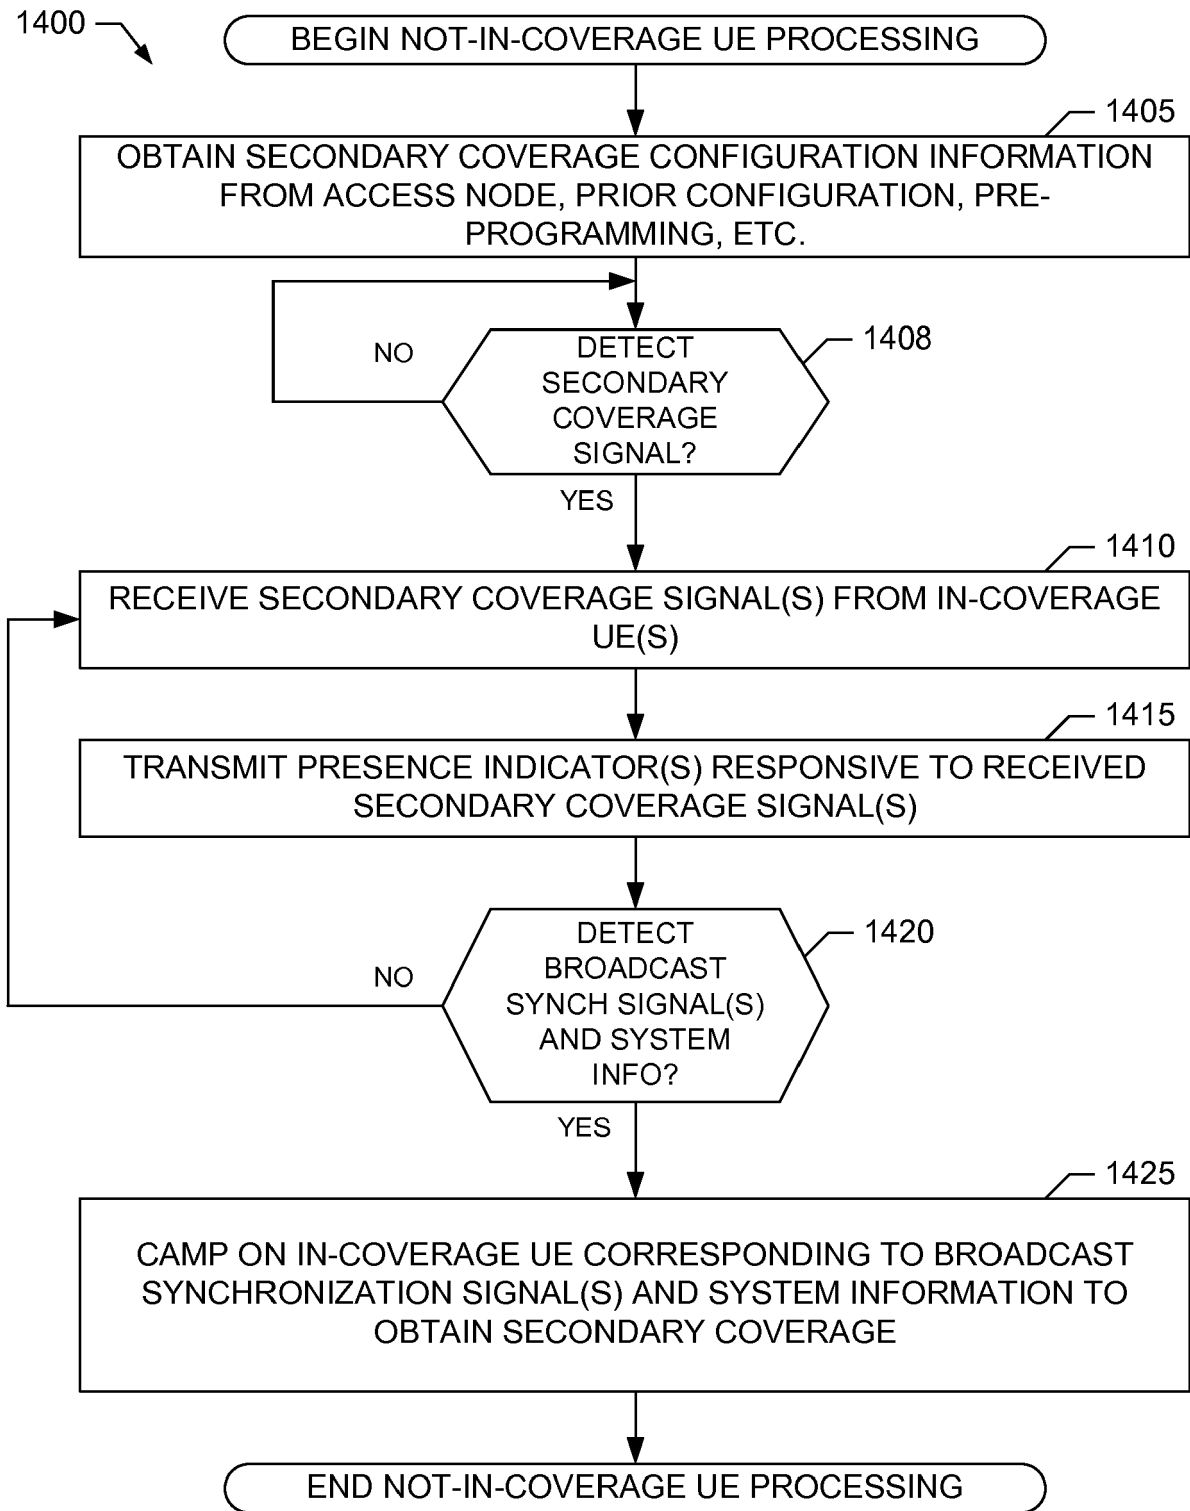 1400
BEGIN NOT-IN-COVERAGE UE PROCESSING
1405
OBTAIN SECONDARY COVERAGE CONFIGURATION INFORMATION
FROM ACCESS NODE, PRIOR CONFIGURATION, PRE-
PROGRAMMING, ETC.
1408
NO
DETECT
SECONDARY
COVERAGE
SIGNAL?
YES
1410
RECEIVE SECONDARY COVERAGE SIGNAL(S) FROM IN-COVERAGE
UE(S)
1415
TRANSMIT PRESENCE INDICATOR(S) RESPONSIVE TO RECEIVED
SECONDARY COVERAGE SIGNAL(S)
1420
NO
DETECT
BROADCAST
SYNCH SIGNAL(S)
AND SYSTEM
INFO?
YES
1425
CAMP ON IN-COVERAGE UE CORRESPONDING TO BROADCAST
SYNCHRONIZATION SIGNAL(S) AND SYSTEM INFORMATION TO
OBTAIN SECONDARY COVERAGE
END NOT-IN-COVERAGE UE PROCESSING